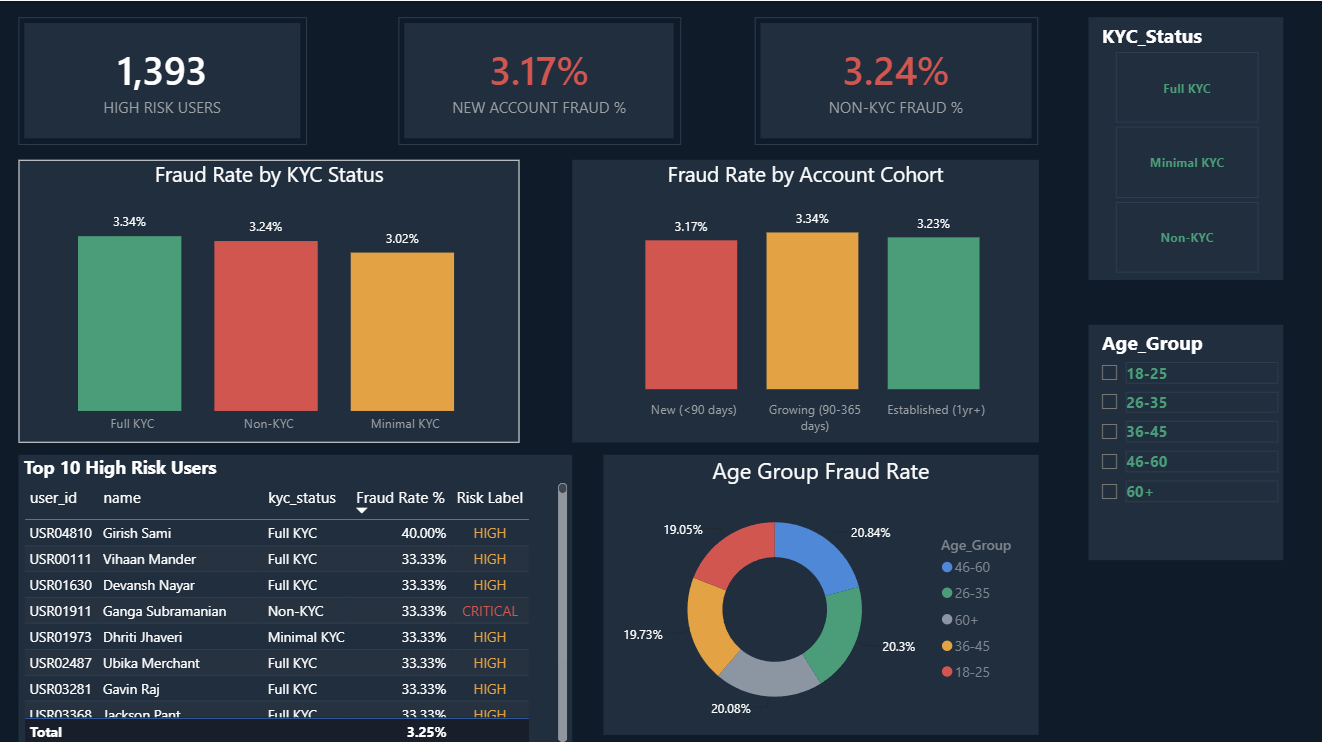 1,393
HIGH RISK USERS
3.17%
NEW ACCOUNT FRAUD %
3.24%
NON-KYC FRAUD %
KYC_Status
Full KYC
Minimal KYC
Non-KYC
Fraud Rate by KYC Status
3.34%
3.24%
3.02%
Full KYC
Non-KYC
Minimal KYC
Fraud Rate by Account Cohort
3.17%
3.34%
3.23%
New (<90 days)
Growing (90-365
days)
Established (1yr+)
Age_Group
18-25
26-35
36-45
46-60
60+
Top 10 High Risk Users
user_id name kyc_status Fraud Rate % Risk Label
USR04810 Girish Sami Full KYC 40.00% HIGH
USR00111 Vihaan Mander Full KYC 33.33% HIGH
USR01630 Devansh Nayar Full KYC 33.33% HIGH
USR01911 Ganga Subramanian Non-KYC 33.33% CRITICAL
USR01973 Dhriti Jhaveri Minimal KYC 33.33% HIGH
USR02487 Ubika Merchant Full KYC 33.33% HIGH
USR03281 Gavin Raj Full KYC 33.33% HIGH
USR03368 Jackson Pant Full KYC 33.33% HIGH
Total 3.25%
Age Group Fraud Rate
19.05%
20.84%
19.73%
20.3%
20.08%
Age_Group
46-60
26-35
60+
36-45
18-25